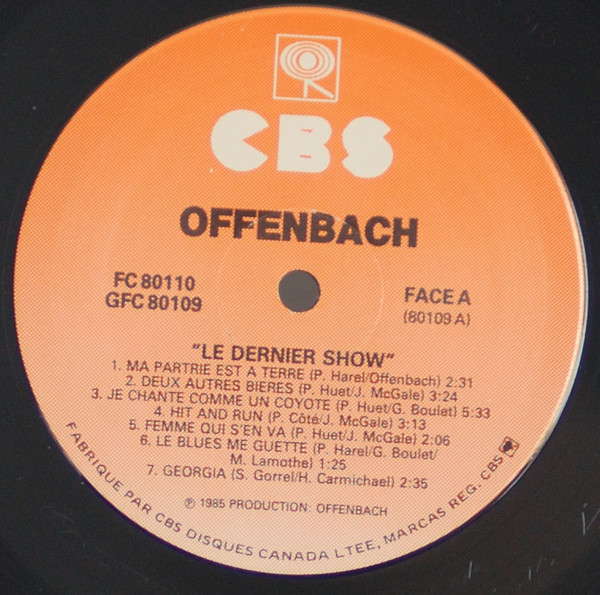 CBS
OFFENBACH
FC 80110
GFC 80109
FACE A
(80109 A)
"LE DERNIER SHOW"
1. MA PARTRIE EST A TERRE (P. Harel/Offenbach) 2:31
2. DEUX AUTRES BIERES (P. Huet/J. McGale) 3:24
3. JE CHANTE COMME UN COYOTE (P. Huet/G. Boulet) 5:33
4. HIT AND RUN (P. Côté/J. McGale) 3:13
5. FEMME QUI S'EN VA (P. Huet/J. McGale) 2:06
6. LE BLUES ME GUETTE (P. Harel/G. Boulet/
M. Lamothe) 1:25
7. GEORGIA (S. Gorrel/H. Carmichael) 2:35
℗ 1985 PRODUCTION: OFFENBACH
FABRIQUE PAR CBS DISQUES CANADA LTEE, MARCAS REG. CBS